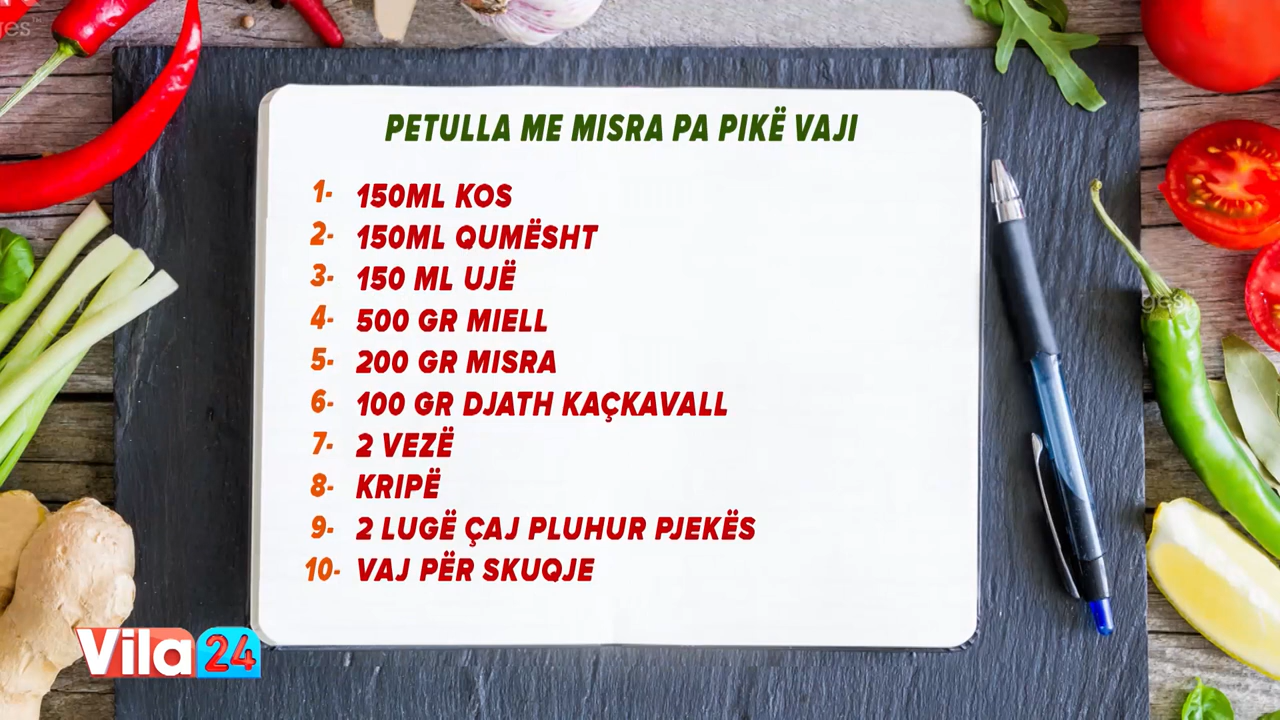 PETULLA ME MISRA PA PIKË VAJI
1- 150ML KOS
2- 150ML QUMËSHT
3- 150 ML UJË
4- 500 GR MIELL
5- 200 GR MISRA
6- 100 GR DJATH KAÇKAVALL
7- 2 VEZË
8- KRIPË
9- 2 LUGË ÇAJ PLUHUR PJEKËS
10- VAJ PËR SKUQJE
Vila 24